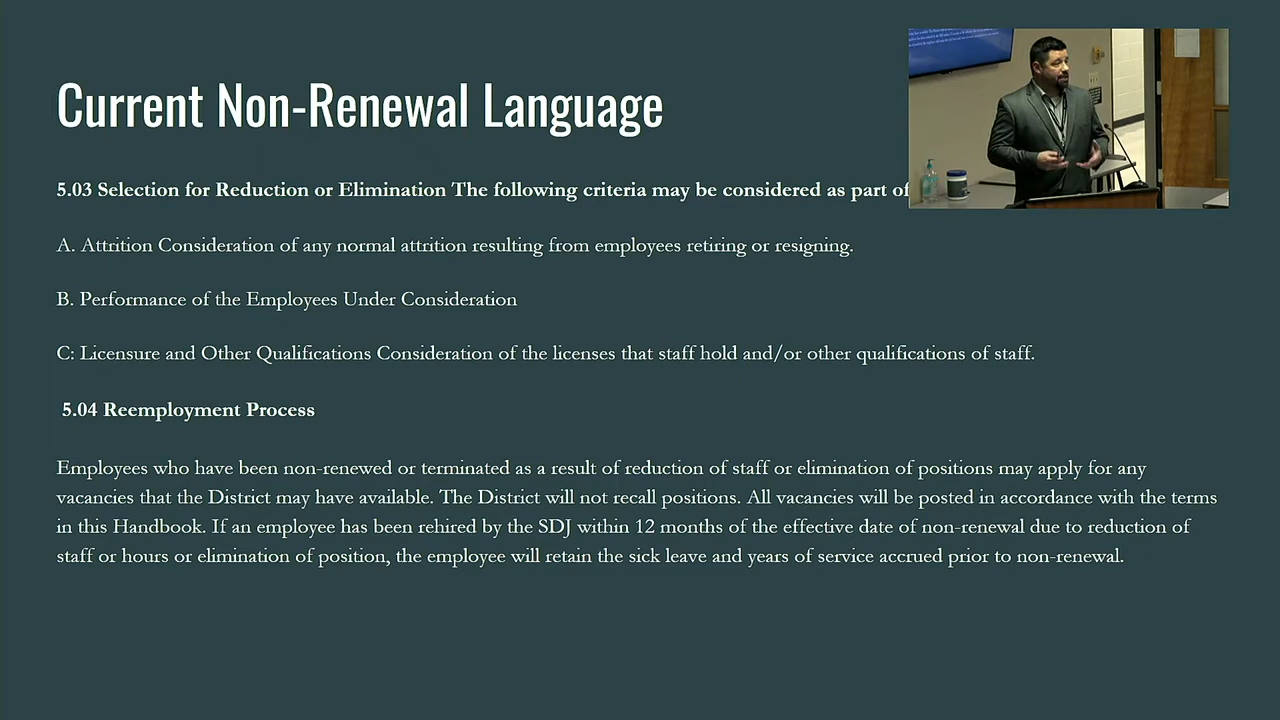 Current Non-Renewal Language
5.03 Selection for Reduction or Elimination The following criteria may be considered as part of
A. Attrition Consideration of any normal attrition resulting from employees retiring or resigning.
B. Performance of the Employees Under Consideration
C: Licensure and Other Qualifications Consideration of the licenses that staff hold and/or other qualifications of staff.
5.04 Reemployment Process
Employees who have been non-renewed or terminated as a result of reduction of staff or elimination of positions may apply for any
vacancies that the District may have available. The District will not recall positions. All vacancies will be posted in accordance with the terms
in this Handbook. If an employee has been rehired by the SDJ within 12 months of the effective date of non-renewal due to reduction of
staff or hours or elimination of position, the employee will retain the sick leave and years of service accrued prior to non-renewal.